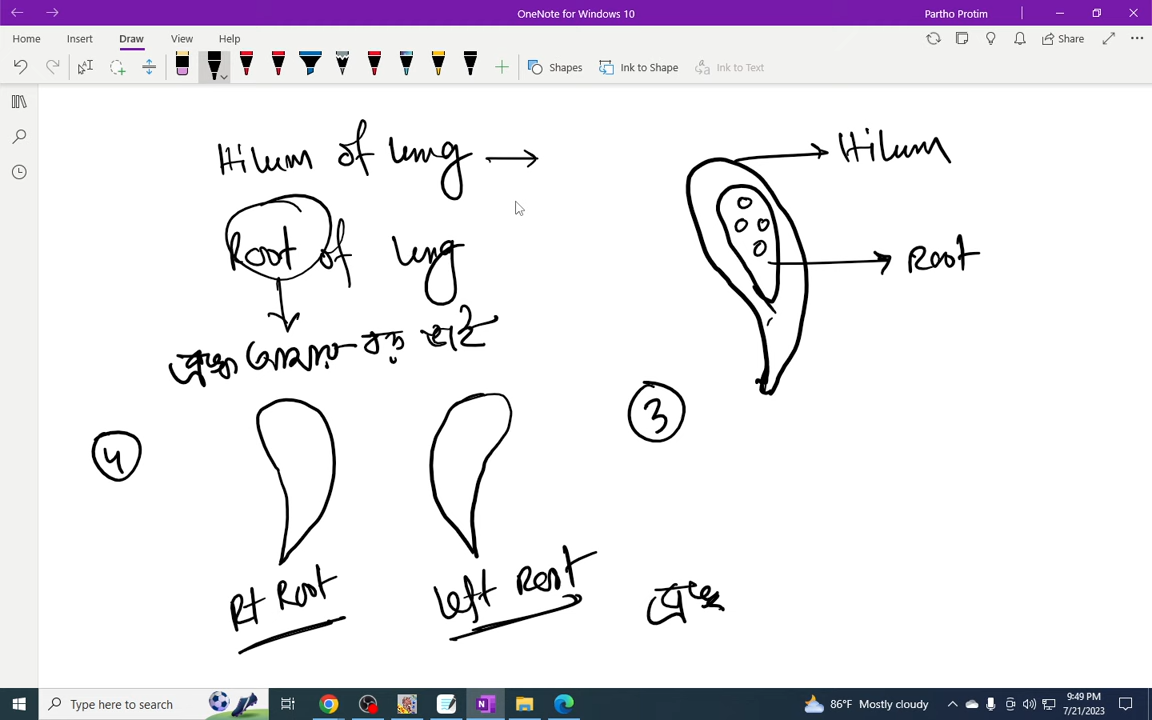 OneNote for Windows 10
Partho Protim
Home Insert Draw View Help
Share
Shapes Ink to Shape Ink to Text
Hilum of lung →
Hilum
Root of lung
Root
3
4
Rt Root
Left Root
Type here to search
86°F Mostly cloudy
9:49 PM
7/21/2023